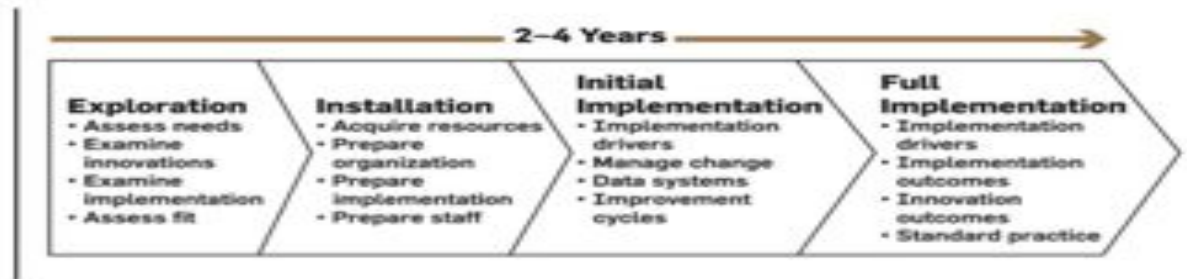 2–4 Years
Exploration
• Assess needs
• Examine
innovations
• Examine
implementation
• Assess fit
Installation
• Acquire resources
• Prepare
organization
• Prepare
implementation
• Prepare staff
Initial
Implementation
• Implementation
drivers
• Manage change
• Data systems
• Improvement
cycles
Full
Implementation
• Implementation
drivers
• Implementation
outcomes
• Innovation
outcomes
• Standard practice